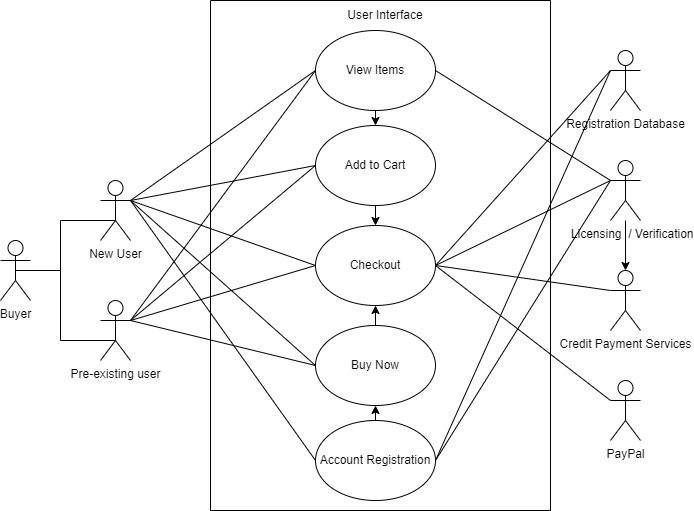 User Interface
View Items
Add to Cart
Checkout
Buy Now
Account Registration
Buyer
New User
Pre-existing user
Registration Database
Licensing / Verification
Credit Payment Services
PayPal